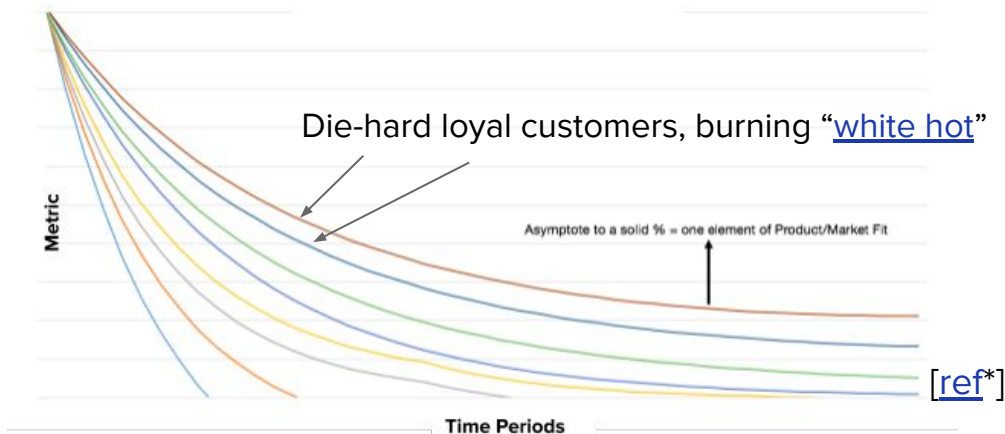 Die-hard loyal customers, burning “white hot”
Metric
Asymptote to a solid % = one element of Product/Market Fit
[ref*]
Time Periods